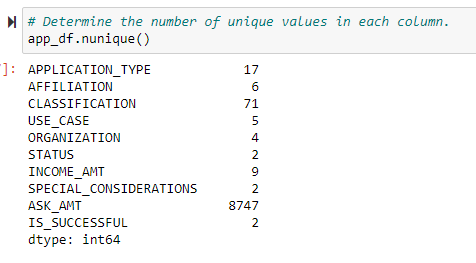 # Determine the number of unique values in each column.
app_df.nunique()
]:
APPLICATION_TYPE 17
AFFILIATION 6
CLASSIFICATION 71
USE_CASE 5
ORGANIZATION 4
STATUS 2
INCOME_AMT 9
SPECIAL_CONSIDERATIONS 2
ASK_AMT 8747
IS_SUCCESSFUL 2
dtype: int64